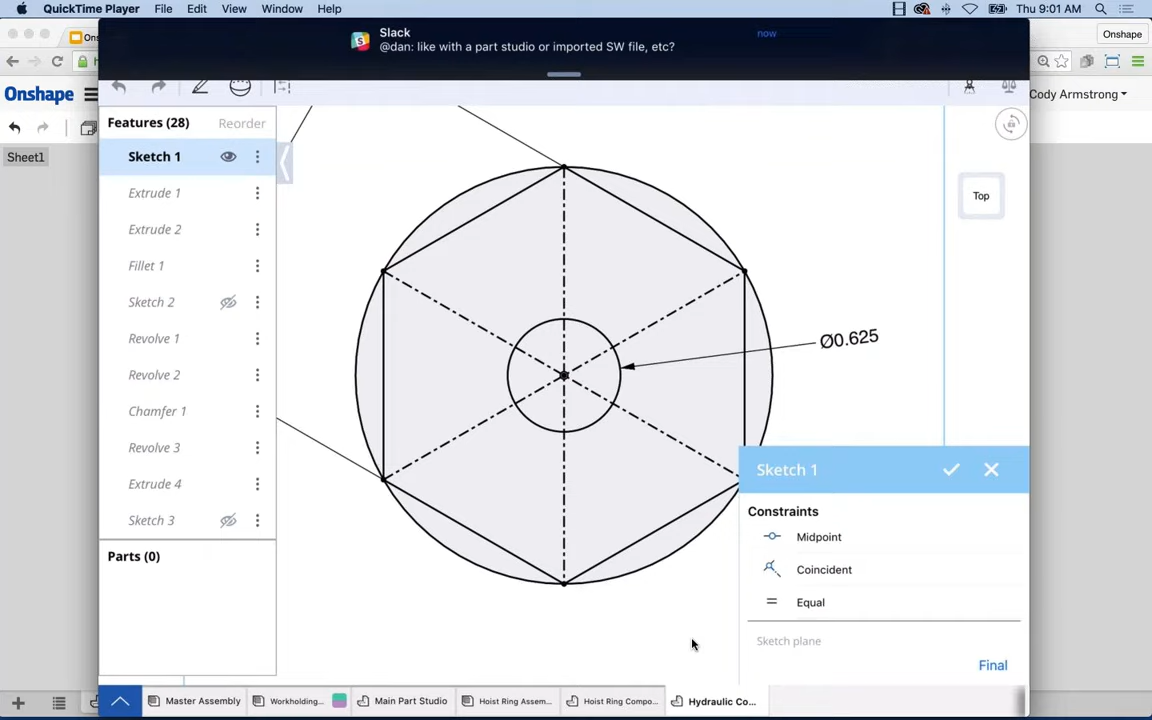 QuickTime Player File Edit View Window Help Thu 9:01 AM
Slack now
@dan: like with a part studio or imported SW file, etc?
Ons
Onshape
Onshape
Cody Armstrong
Sheet1
Features (28) Reorder
Sketch 1
Extrude 1
Extrude 2
Fillet 1
Sketch 2
Revolve 1
Revolve 2
Chamfer 1
Revolve 3
Extrude 4
Sketch 3
Parts (0)
Top
Ø0.625
Sketch 1
Constraints
Midpoint
Coincident
Equal
Sketch plane
Final
Master Assembly Workholding... Main Part Studio Hoist Ring Assem... Hoist Ring Compo... Hydraulic Co...